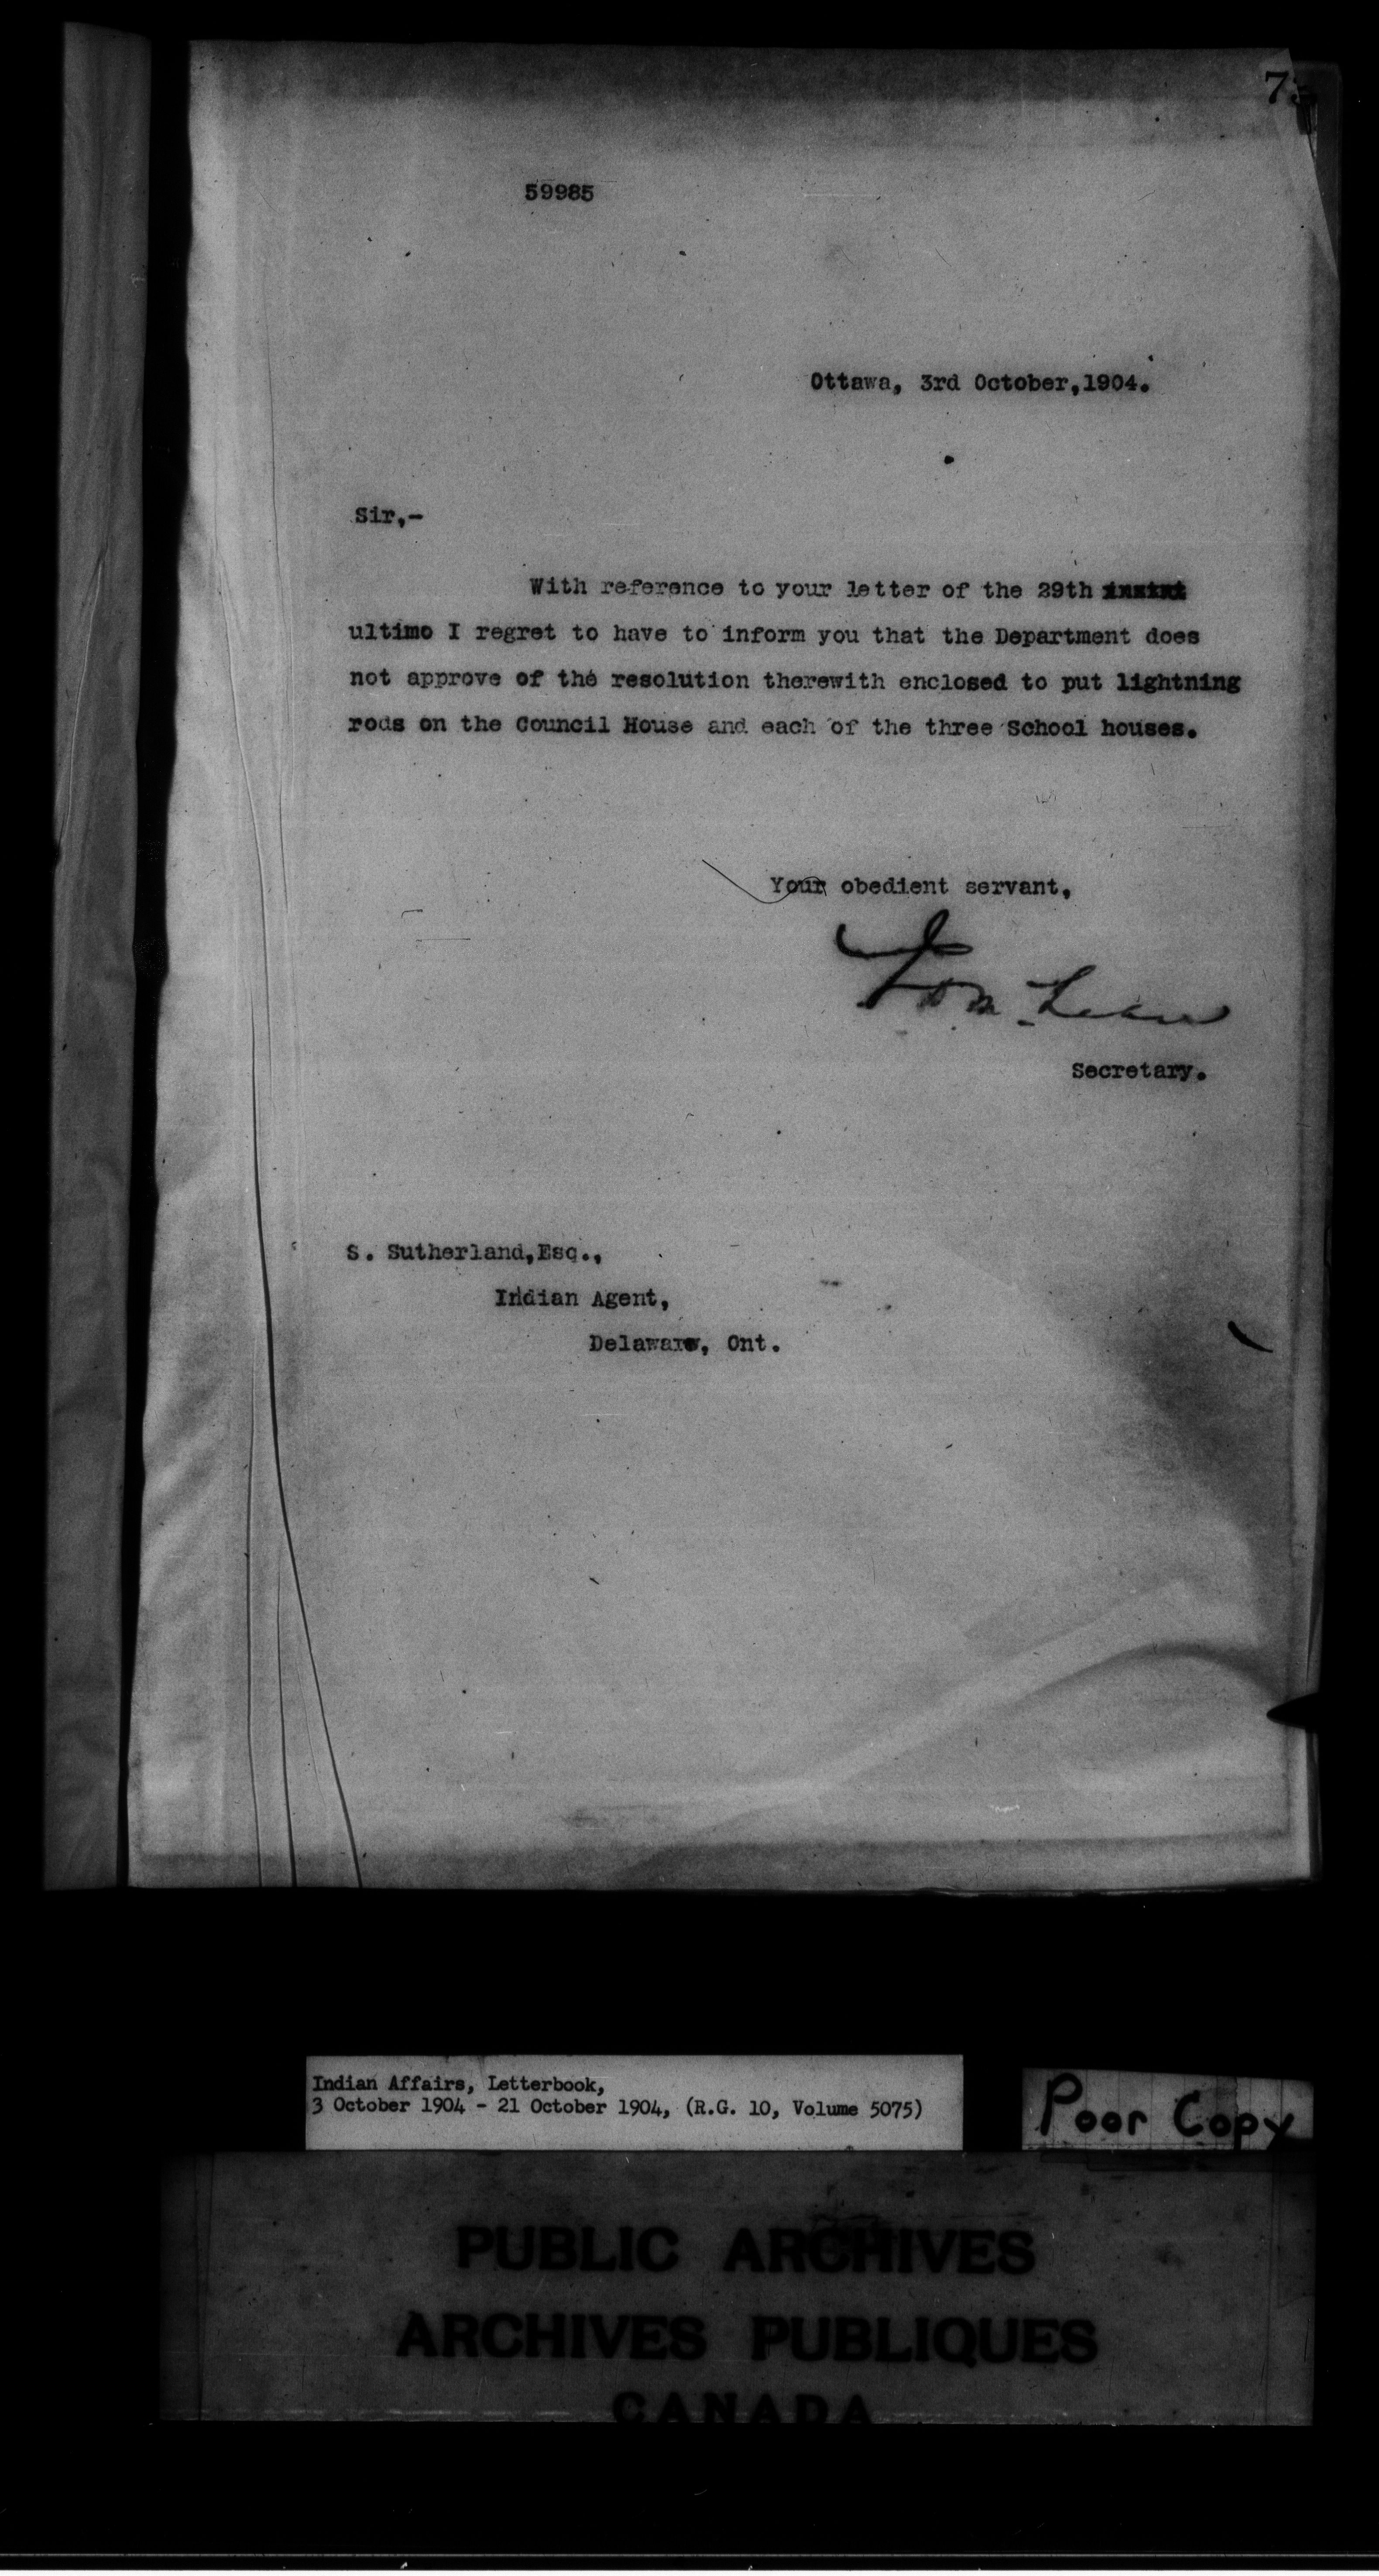 59985
Ottawa, 3rd October,1904.
Sir,-
With reference to your letter of the 29th
ultimo I regret to have to inform you that the Department does
not approve of the resolution therewith enclosed to put lightning
rods on the Council House and each of the three School houses.
Your obedient servant,
Secretary.
S. Sutherland,Esq.,
Indian Agent,
Delaware, Ont.
Indian Affairs, Letterbook,
3 October 1904 - 21 October 1904, (R.G. 10, Volume 5075)
Poor Copy
PUBLIC ARCHIVES
ARCHIVES PUBLIQUES
CANADA